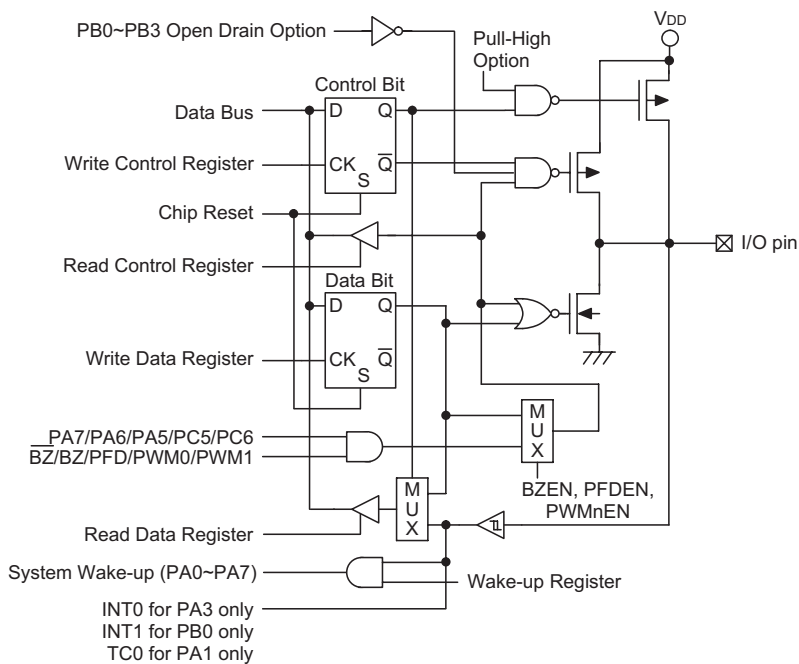 PB0~PB3 Open Drain Option
VDD
Pull-High
Option
Control Bit
Data Bus
D
Q
Write Control Register
CK
Q̅
S
Chip Reset
I/O pin
Read Control Register
Data Bit
D
Q
Write Data Register
CK
Q̅
S
PA7/PA6/PA5/PC5/PC6
B̅Z̅/BZ/PFD/PWM0/PWM1
M
U
X
BZEN, PFDEN,
PWMnEN
M
U
X
Read Data Register
System Wake-up (PA0~PA7)
Wake-up Register
INT0 for PA3 only
INT1 for PB0 only
TC0 for PA1 only